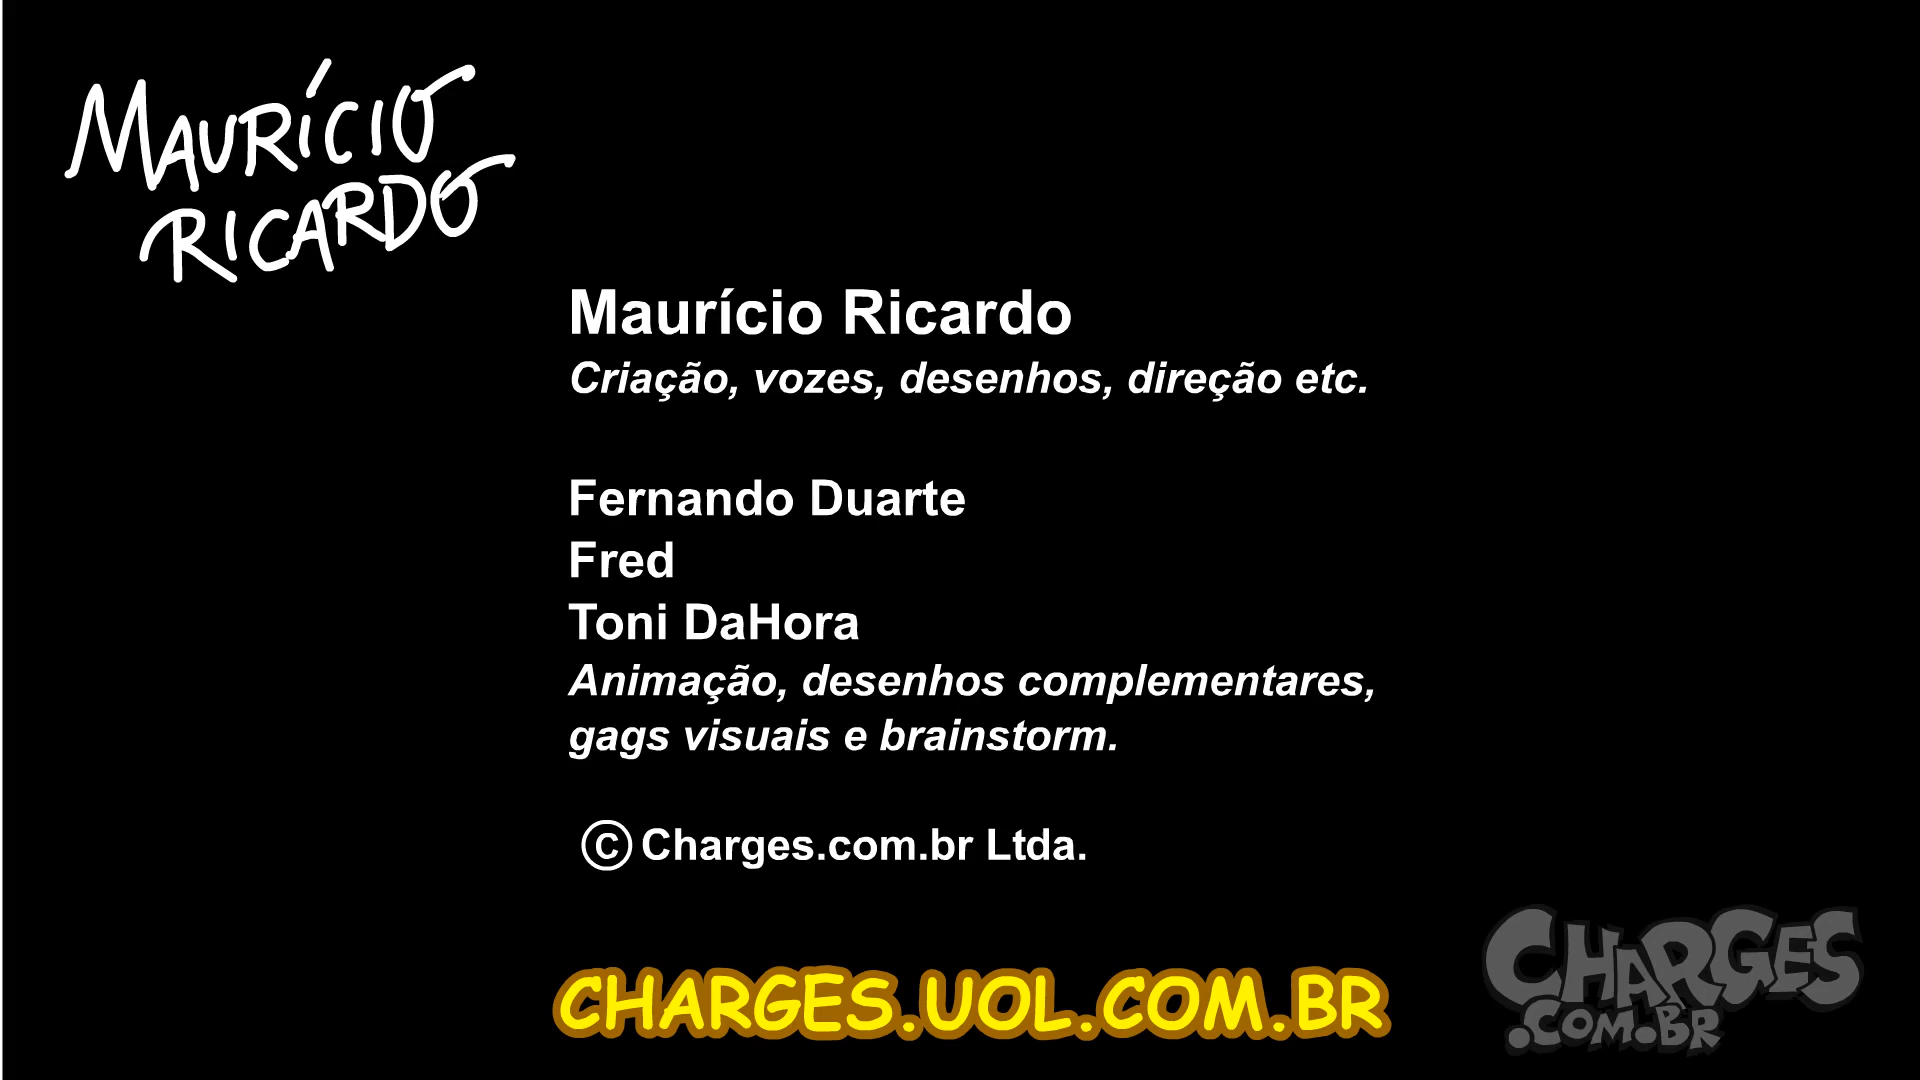 MAURÍCIO
RICARDO
Maurício Ricardo
Criação, vozes, desenhos, direção etc.
Fernando Duarte
Fred
Toni DaHora
Animação, desenhos complementares,
gags visuais e brainstorm.
© Charges.com.br Ltda.
CHARGES.UOL.COM.BR
CHARGES
.COM.BR